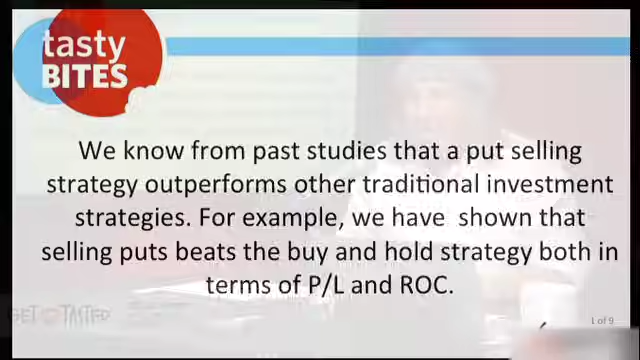 tasty
BITES
We know from past studies that a put selling
strategy outperforms other traditional investment
strategies. For example, we have shown that
selling puts beats the buy and hold strategy both in
terms of P/L and ROC.
GET TASTED
1 of 9